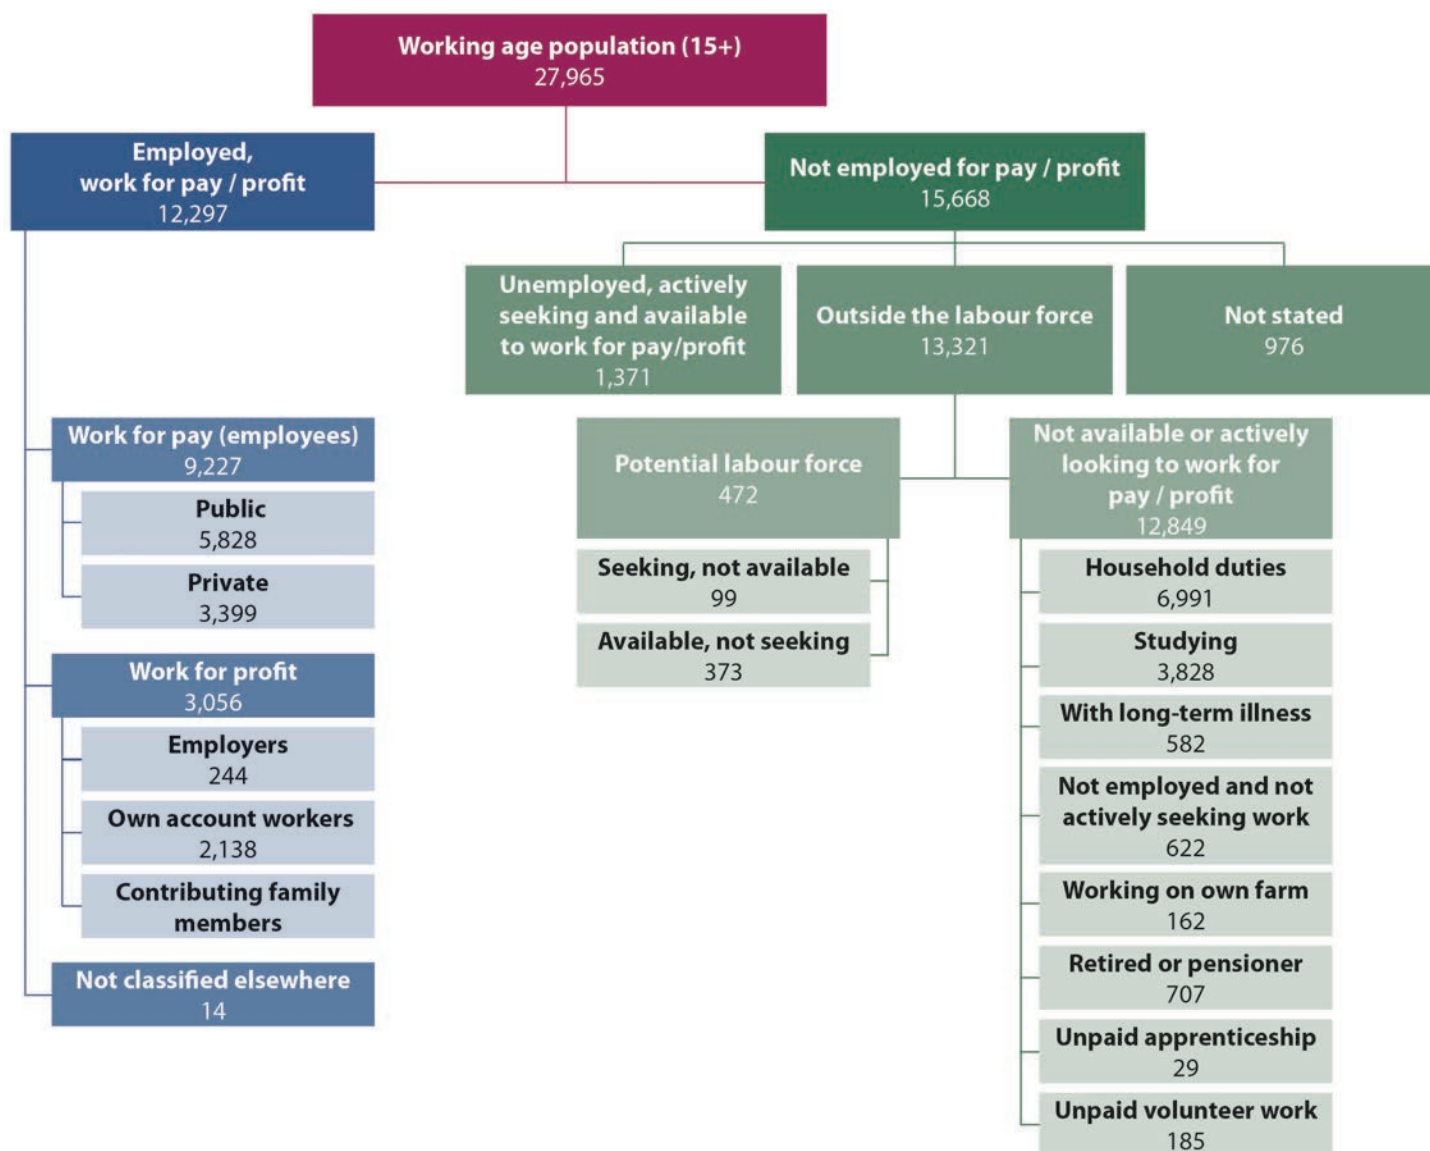 Working age population (15+)
27,965
Employed,
work for pay / profit
12,297
Not employed for pay / profit
15,668
Unemployed, actively
seeking and available
to work for pay/profit
1,371
Outside the labour force
13,321
Not stated
976
Work for pay (employees)
9,227
Public
5,828
Private
3,399
Work for profit
3,056
Employers
244
Own account workers
2,138
Contributing family
members
Not classified elsewhere
14
Potential labour force
472
Seeking, not available
99
Available, not seeking
373
Not available or actively
looking to work for
pay / profit
12,849
Household duties
6,991
Studying
3,828
With long-term illness
582
Not employed and not
actively seeking work
622
Working on own farm
162
Retired or pensioner
707
Unpaid apprenticeship
29
Unpaid volunteer work
185